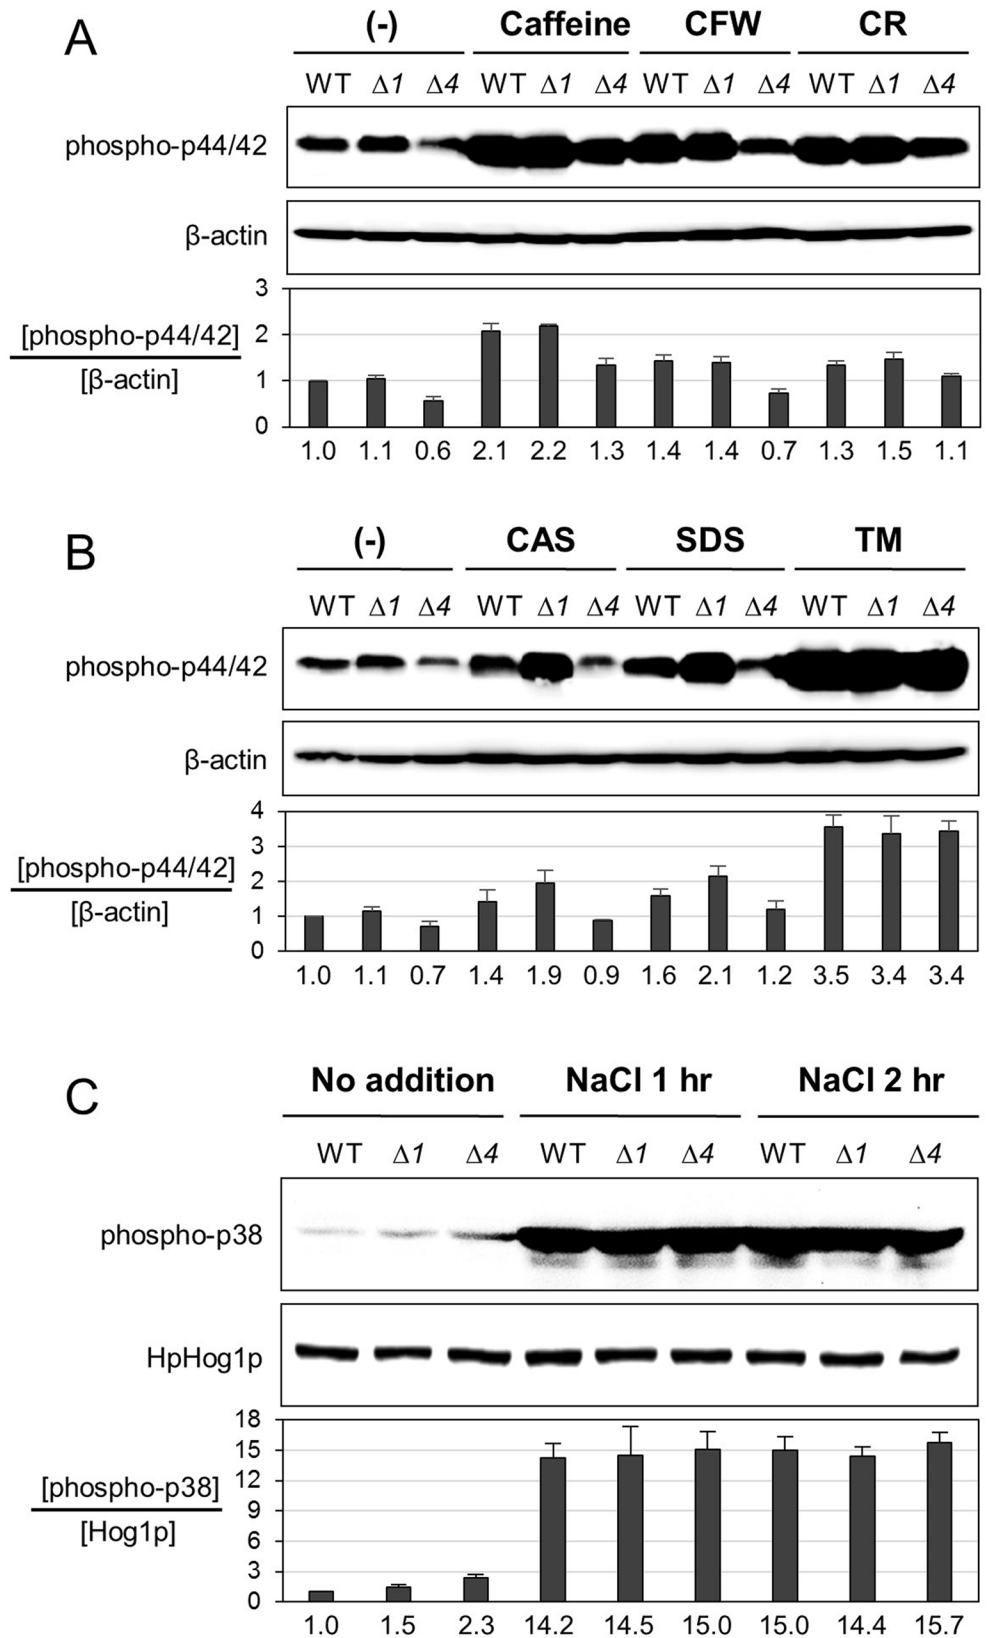 A
(-) Caffeine CFW CR
WT Δ1 Δ4 WT Δ1 Δ4 WT Δ1 Δ4 WT Δ1 Δ4
phospho-p44/42
β-actin
3
[phospho-p44/42]
[β-actin]
2
1
0
1.0 1.1 0.6 2.1 2.2 1.3 1.4 1.4 0.7 1.3 1.5 1.1
B
(-) CAS SDS TM
WT Δ1 Δ4 WT Δ1 Δ4 WT Δ1 Δ4 WT Δ1 Δ4
phospho-p44/42
β-actin
4
3
[phospho-p44/42]
[β-actin]
2
1
0
1.0 1.1 0.7 1.4 1.9 0.9 1.6 2.1 1.2 3.5 3.4 3.4
C
No addition NaCl 1 hr NaCl 2 hr
WT Δ1 Δ4 WT Δ1 Δ4 WT Δ1 Δ4
phospho-p38
HpHog1p
18
15
12
[phospho-p38]
[Hog1p]
9
6
3
0
1.0 1.5 2.3 14.2 14.5 15.0 15.0 14.4 15.7